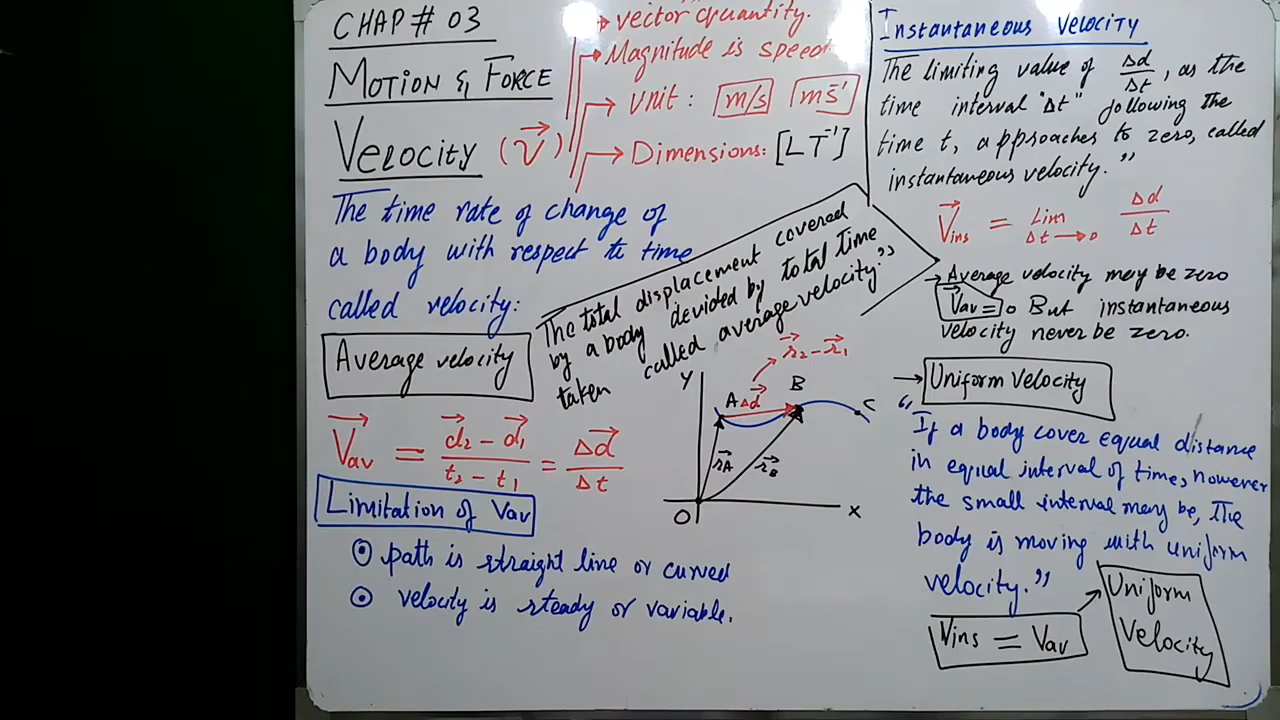 CHAP # 03
MOTION & FORCE
Velocity (v⃗)
→ vector quantity.
→ Magnitude is speed
→ Unit : m/s ms⁻¹
→ Dimensions: [LT⁻¹]
The time rate of change of
a body with respect to time
called velocity:
Average velocity
The total displacement covered
by a body devided by total time
taken called average velocity."
V⃗av = d⃗2 - d⃗1 / t2 - t1 = Δd⃗ / Δt
Limitation of Vav
⊙ path is straight line or curved
⊙ velocity is steady or variable.
Y
r⃗2 - r⃗1
A Δd⃗ B C
r⃗A r⃗B
O X
Instantaneous Velocity
The limiting value of Δd/Δt, as the
time interval "Δt" following the
time t, approaches to zero, called
instantaneous velocity."
V⃗ins = Lim Δt→0 Δd/Δt
→ Average velocity may be zero
V⃗av = 0 But instantaneous
velocity never be zero.
→ Uniform Velocity
"If a body cover equal distance
in equal interval of time, however
the small interval may be, The
body is moving with uniform
velocity."
Vins = Vav
Uniform
Velocity